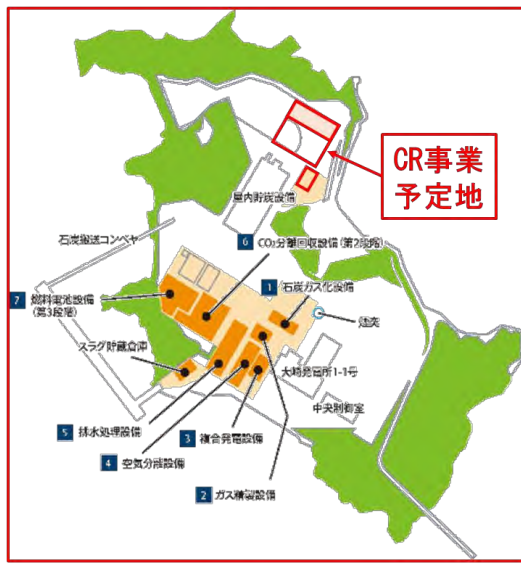 CR事業
予定地
屋内貯炭設備
石炭搬送コンベヤ
6 CO₂分離回収設備(第2段階)
1 石炭ガス化設備
7 燃料電池設備
(第3段階)
煙突
スラグ貯蔵倉庫
大崎発電所1-1号
中央制御室
5 排水処理設備
3 複合発電設備
4 空気分離設備
2 ガス精製設備